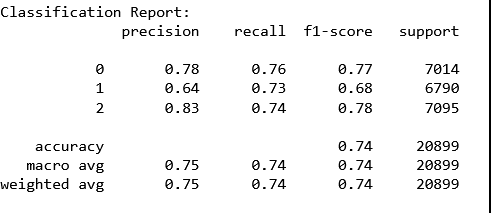 Classification Report:
precision recall f1-score support
0 0.78 0.76 0.77 7014
1 0.64 0.73 0.68 6790
2 0.83 0.74 0.78 7095
accuracy 0.74 20899
macro avg 0.75 0.74 0.74 20899
weighted avg 0.75 0.74 0.74 20899